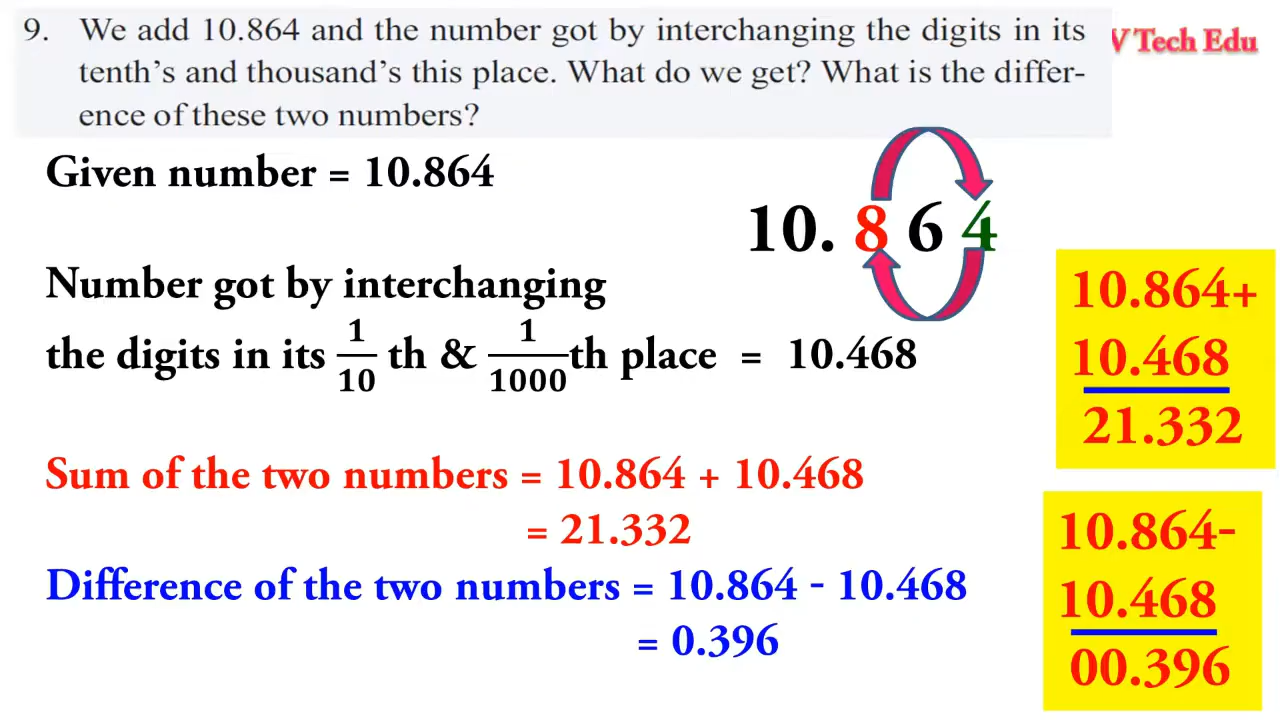 9. We add 10.864 and the number got by interchanging the digits in its
tenth's and thousand's this place. What do we get? What is the differ-
ence of these two numbers?
V Tech Edu
Given number = 10.864
10. 8 6 4
Number got by interchanging
the digits in its 1/10 th & 1/1000 th place = 10.468
10.864+
10.468
21.332
Sum of the two numbers = 10.864 + 10.468
= 21.332
Difference of the two numbers = 10.864 - 10.468
= 0.396
10.864-
10.468
00.396